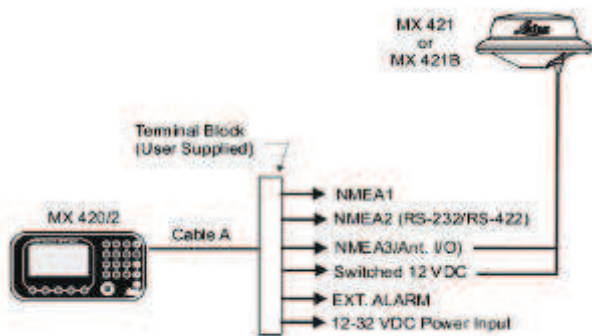 MX 421
or
MX 421B
Leica
Terminal Block
(User Supplied)
NMEA1
MX 420/2
NMEA2 (RS-232/RS-422)
Cable A
NMEA3/Ant. I/O)
Switched 12 VDC
EXT. ALARM
12-32 VDC Power Input